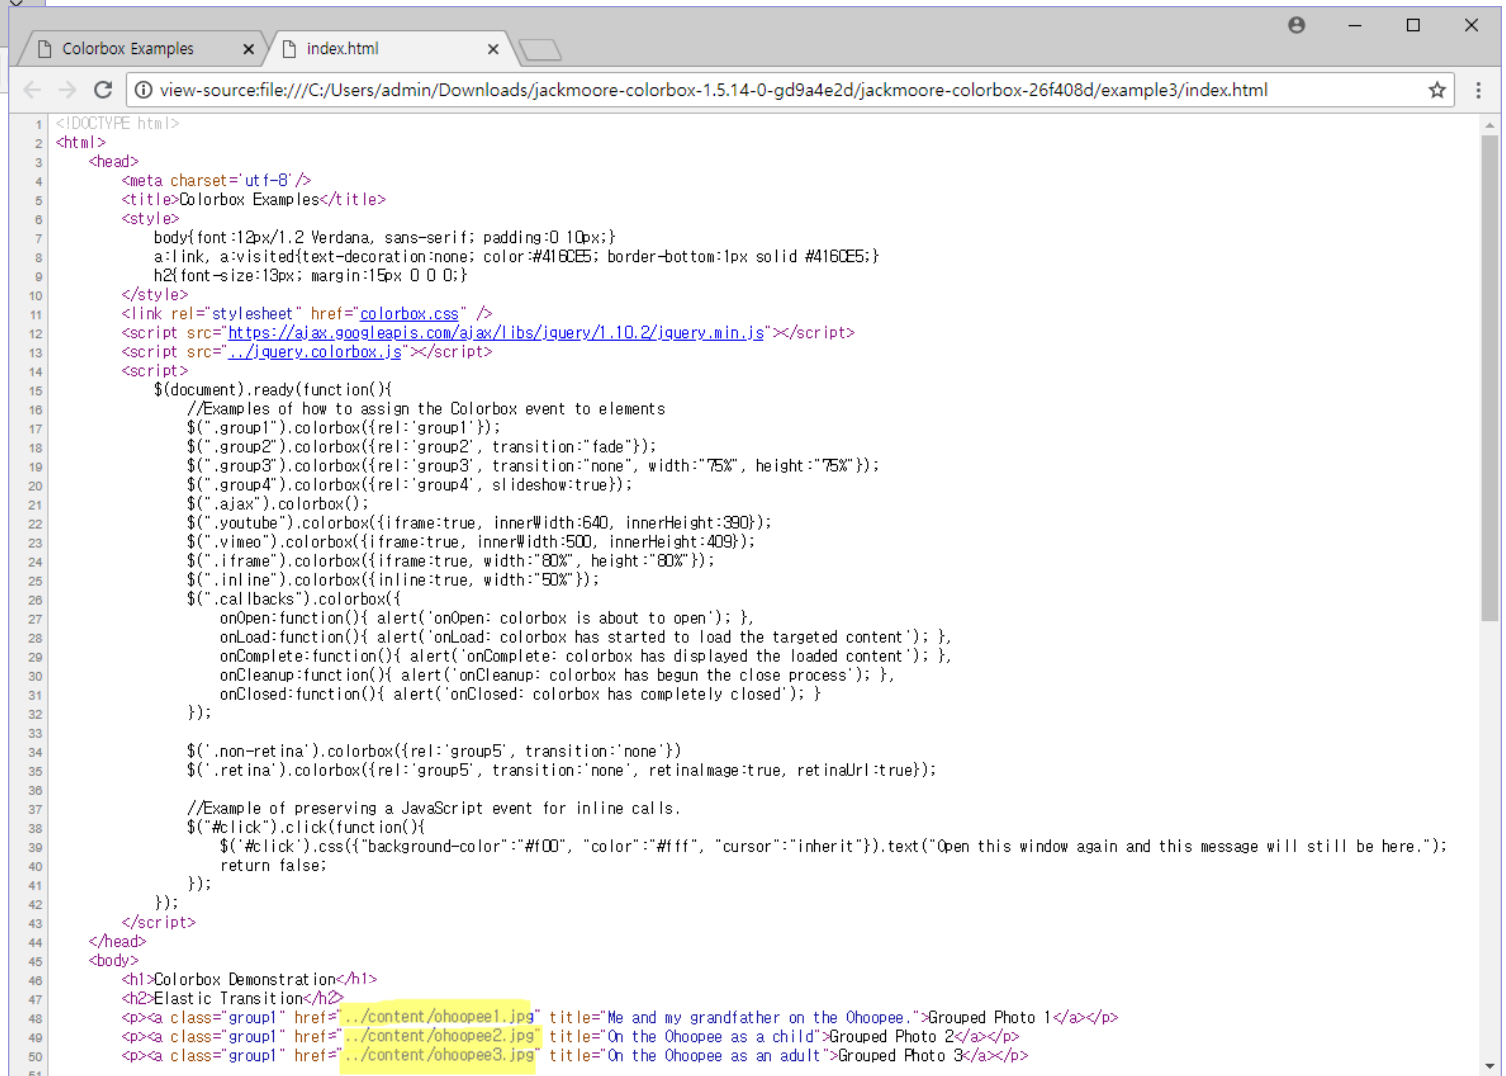 Colorbox Examples
index.html
view-source:file:///C:/Users/admin/Downloads/jackmoore-colorbox-1.5.14-0-gd9a4e2d/jackmoore-colorbox-26f408d/example3/index.html
1 <!DOCTYPE html>
2 <html>
3 <head>
4 <meta charset='utf-8'/>
5 <title>Colorbox Examples</title>
6 <style>
7 body{font:12px/1.2 Verdana, sans-serif; padding:0 10px;}
8 a:link, a:visited{text-decoration:none; color:#416CE5; border-bottom:1px solid #416CE5;}
9 h2{font-size:13px; margin:15px 0 0 0;}
10 </style>
11 <link rel="stylesheet" href="colorbox.css" />
12 <script src="https://ajax.googleapis.com/ajax/libs/jquery/1.10.2/jquery.min.js"></script>
13 <script src="../jquery.colorbox.js"></script>
14 <script>
15 $(document).ready(function(){
16 //Examples of how to assign the Colorbox event to elements
17 $(".group1").colorbox({rel:'group1'});
18 $(".group2").colorbox({rel:'group2', transition:"fade"});
19 $(".group3").colorbox({rel:'group3', transition:"none", width:"75%", height:"75%"});
20 $(".group4").colorbox({rel:'group4', slideshow:true});
21 $(".ajax").colorbox();
22 $(".youtube").colorbox({iframe:true, innerWidth:640, innerHeight:390});
23 $(".vimeo").colorbox({iframe:true, innerWidth:500, innerHeight:409});
24 $(".iframe").colorbox({iframe:true, width:"80%", height:"80%"});
25 $(".inline").colorbox({inline:true, width:"50%"});
26 $(".callbacks").colorbox({
27 onOpen:function(){ alert('onOpen: colorbox is about to open'); },
28 onLoad:function(){ alert('onLoad: colorbox has started to load the targeted content'); },
29 onComplete:function(){ alert('onComplete: colorbox has displayed the loaded content'); },
30 onCleanup:function(){ alert('onCleanup: colorbox has begun the close process'); },
31 onClosed:function(){ alert('onClosed: colorbox has completely closed'); }
32 });
33
34 $('.non-retina').colorbox({rel:'group5', transition:'none'})
35 $('.retina').colorbox({rel:'group5', transition:'none', retinaImage:true, retinaUrl:true});
36
37 //Example of preserving a JavaScript event for inline calls.
38 $("#click").click(function(){
39 $('#click').css({"background-color":"#f00", "color":"#fff", "cursor":"inherit"}).text("Open this window again and this message will still be here.");
40 return false;
41 });
42 });
43 </script>
44 </head>
45 <body>
46 <h1>Colorbox Demonstration</h1>
47 <h2>Elastic Transition</h2>
48 <p><a class="group1" href="../content/ohoopee1.jpg" title="Me and my grandfather on the Ohoopee.">Grouped Photo 1</a></p>
49 <p><a class="group1" href="../content/ohoopee2.jpg" title="On the Ohoopee as a child">Grouped Photo 2</a></p>
50 <p><a class="group1" href="../content/ohoopee3.jpg" title="On the Ohoopee as an adult">Grouped Photo 3</a></p>
51